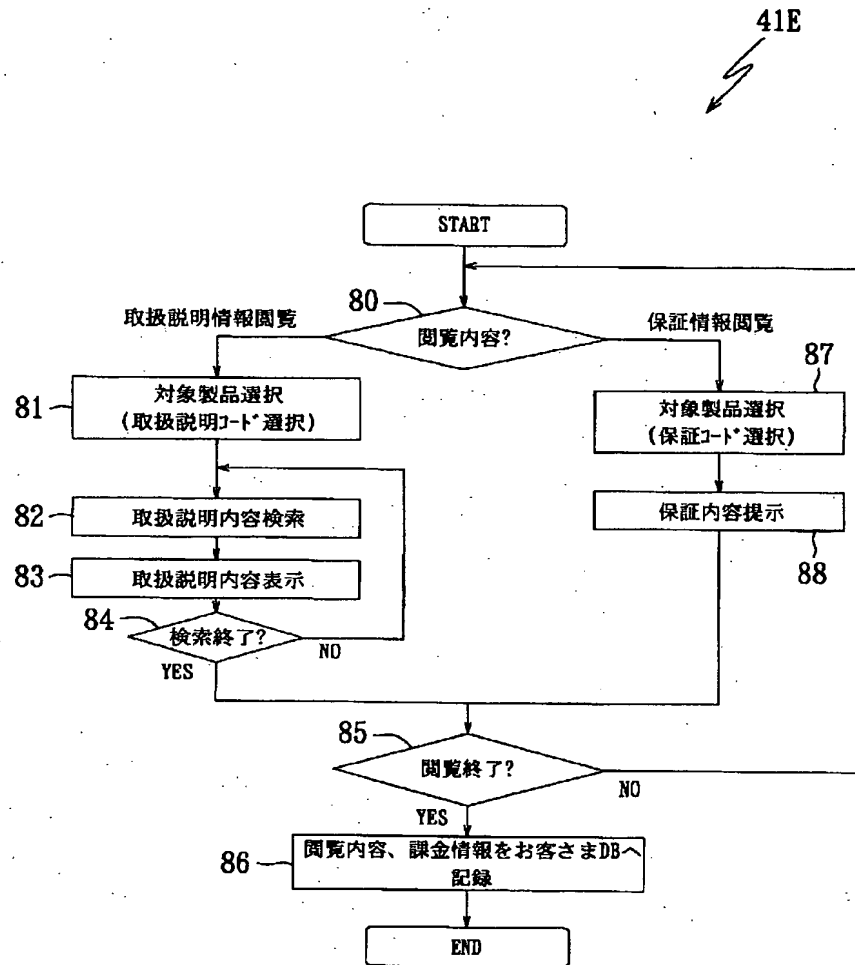 41E
START
80
閲覧内容?
取扱説明情報閲覧
保証情報閲覧
81
対象製品選択
(取扱説明コード選択)
87
対象製品選択
(保証コード選択)
82
取扱説明内容検索
保証内容提示
88
83
取扱説明内容表示
84
検索終了?
NO
YES
85
閲覧終了?
NO
YES
86
閲覧内容、課金情報をお客さまDBへ
記録
END